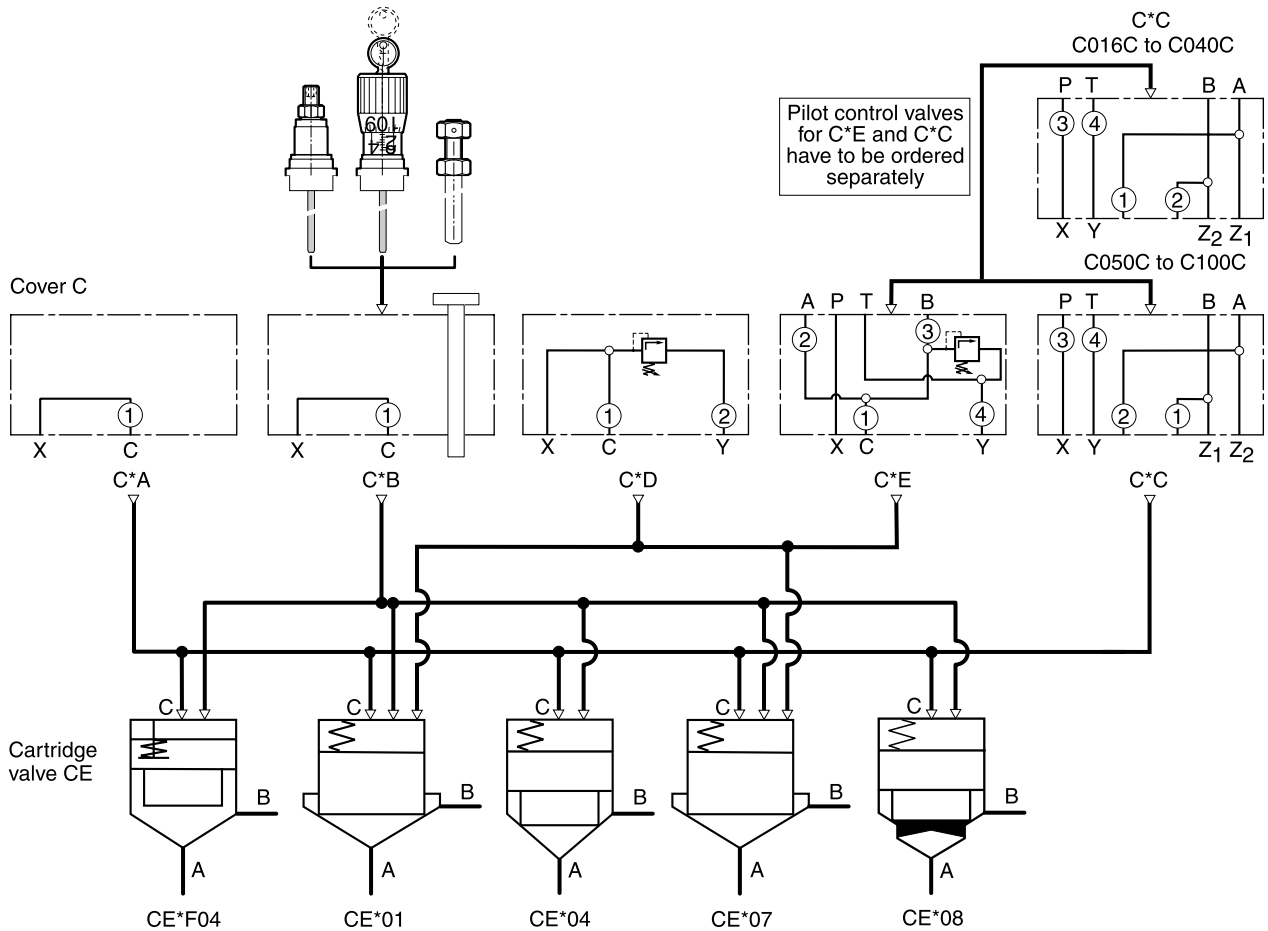 C*C
C016C to C040C
P T B A
Pilot control valves
for C*E and C*C
have to be ordered
separately
3 4
1 2
X Y Z2 Z1
C050C to C100C
Cover C
A P T B
P T B A
1
X C
1
X C
1 2
X C Y
2 3
1 4
X C Y
3 4
2 1
X Y Z1 Z2
C*A C*B C*D C*E C*C
C C C C C
Cartridge
valve CE
B B B B B
A A A A A
CE*F04 CE*01 CE*04 CE*07 CE*08